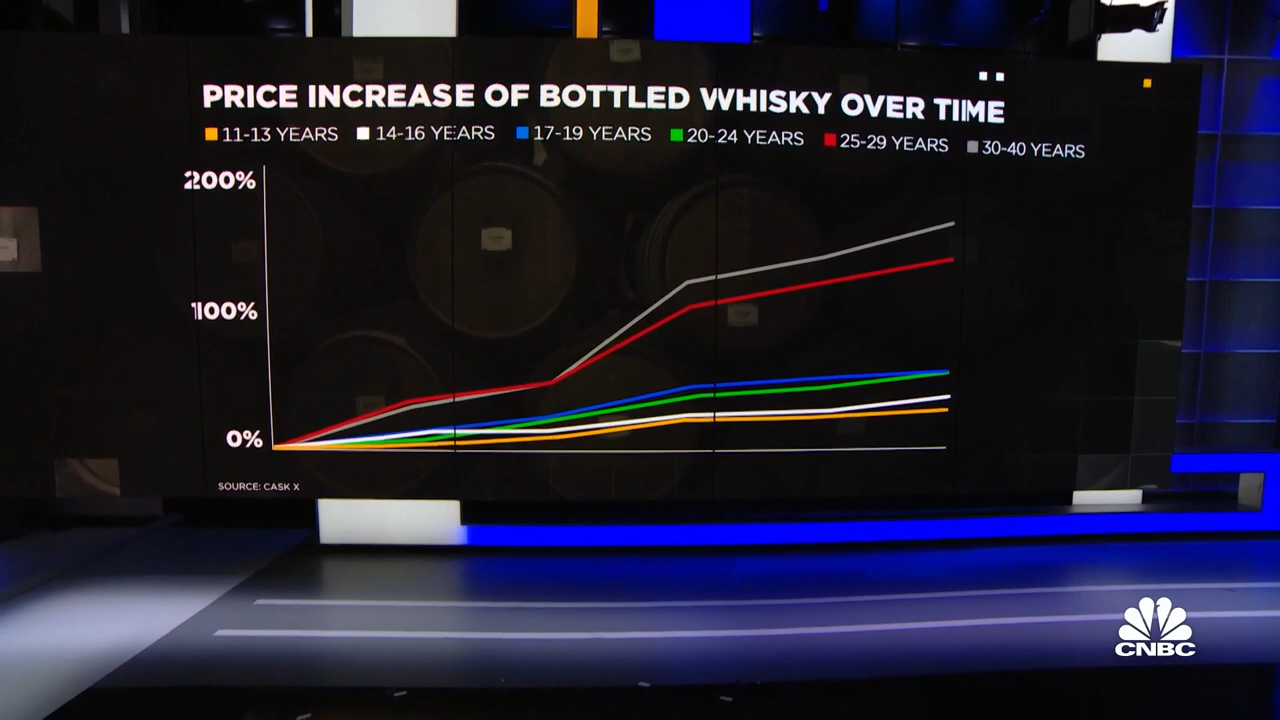 PRICE INCREASE OF BOTTLED WHISKY OVER TIME
11-13 YEARS 14-16 YEARS 17-19 YEARS 20-24 YEARS 25-29 YEARS 30-40 YEARS
200%
100%
0%
SOURCE: CASK X
CNBC